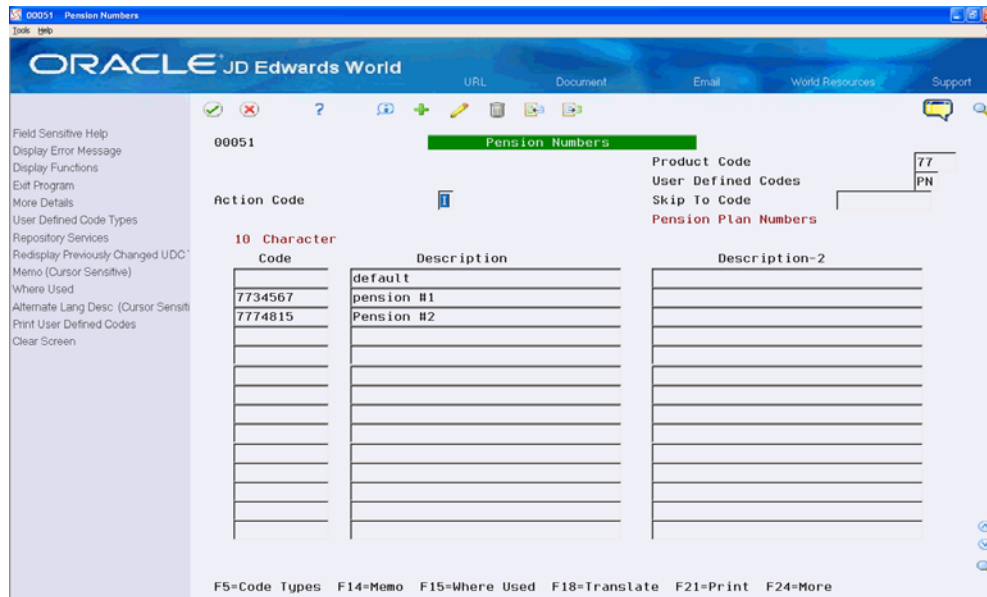 00051 Pension Numbers
Tools Help
ORACLE JD Edwards World
URL Document Email World Resources Support
Field Sensitive Help
Display Error Message
Display Functions
Exit Program
More Details
User Defined Code Types
Repository Services
Redisplay Previously Changed UDC
Memo (Cursor Sensitive)
Where Used
Alternate Lang Desc (Cursor Sensiti
Print User Defined Codes
Clear Screen
00051 Pension Numbers
Product Code 77
User Defined Codes PN
Action Code I Skip To Code
Pension Plan Numbers
10 Character
Code Description Description-2
default
7734567 pension #1
7774815 Pension #2
F5=Code Types F14=Memo F15=Where Used F18=Translate F21=Print F24=More